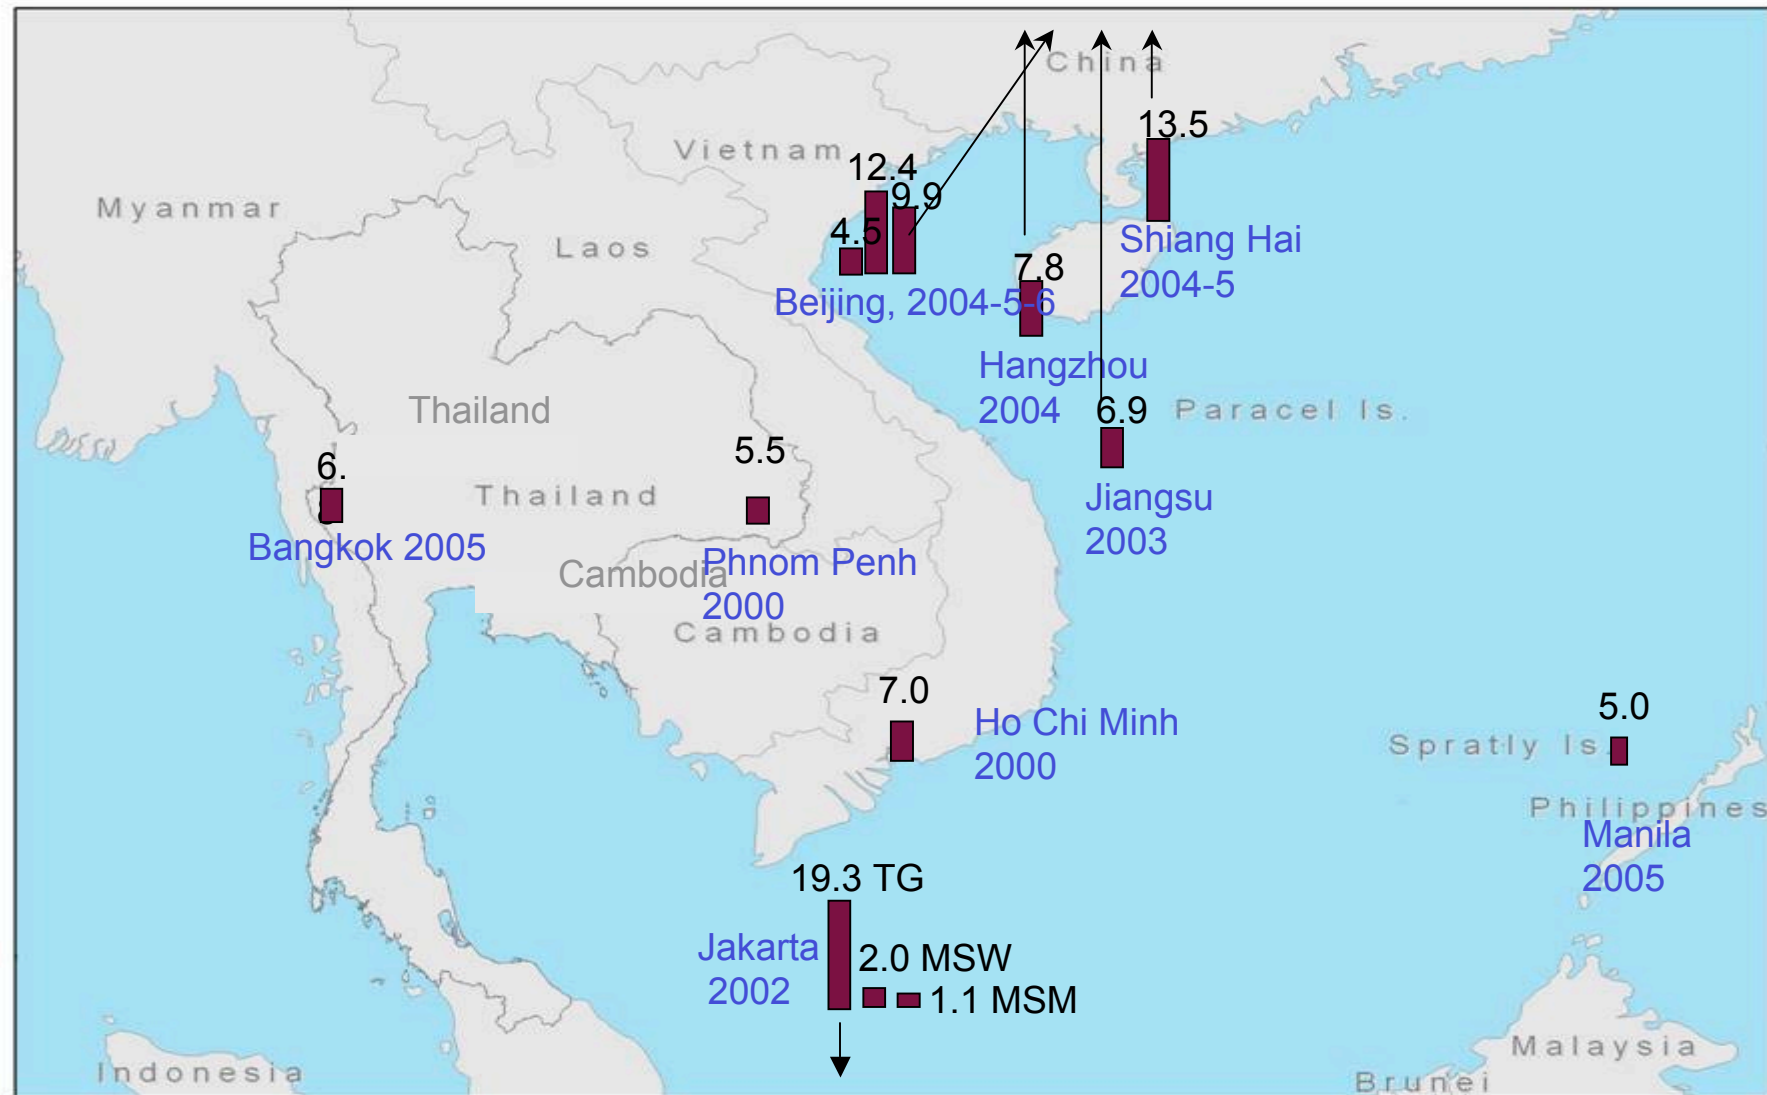 China
13.5
Vietnam
12.4
9.9
4.5
Myanmar
Laos
Shiang Hai
2004-5
7.8
Beijing, 2004-5-6
Hangzhou
2004
6.9
Paracel Is.
Thailand
5.5
6.
Thailand
Jiangsu
2003
Bangkok 2005
Phnom Penh
2000
Cambodia
Cambodia
7.0
Ho Chi Minh
2000
5.0
Spratly Is.
Philippines
Manila
2005
19.3 TG
Jakarta
2002
2.0 MSW
1.1 MSM
Malaysia
Indonesia
Brunei